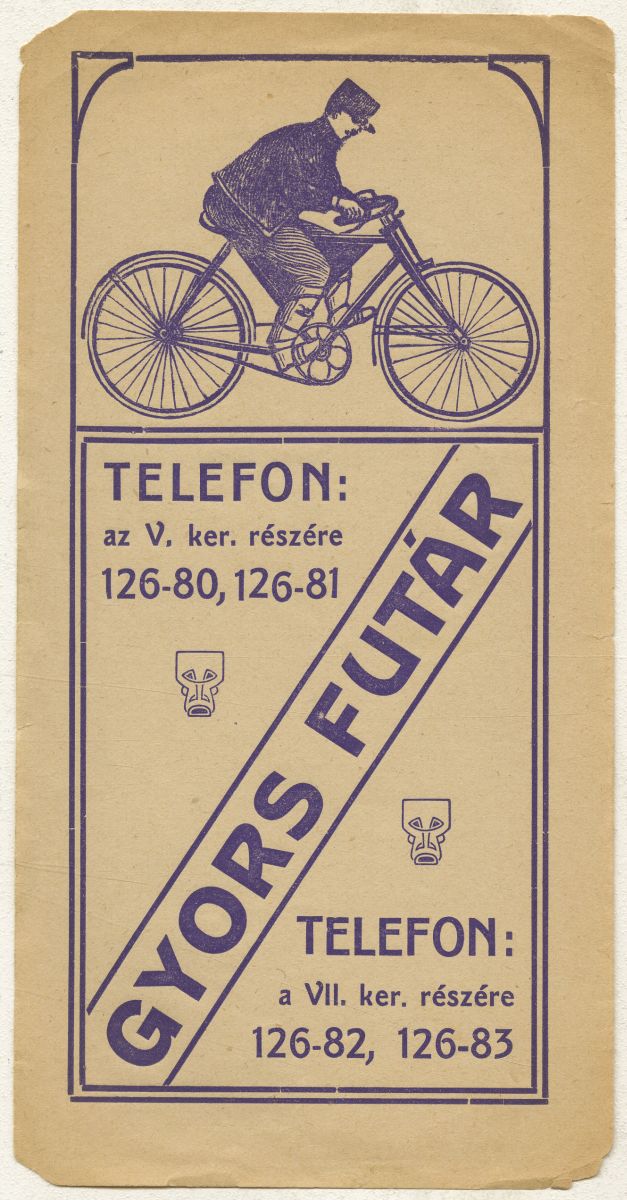 TELEFON:
az V. ker. részére
126-80, 126-81
GYORS FUTÁR
TELEFON:
a VII. ker. részére
126-82, 126-83